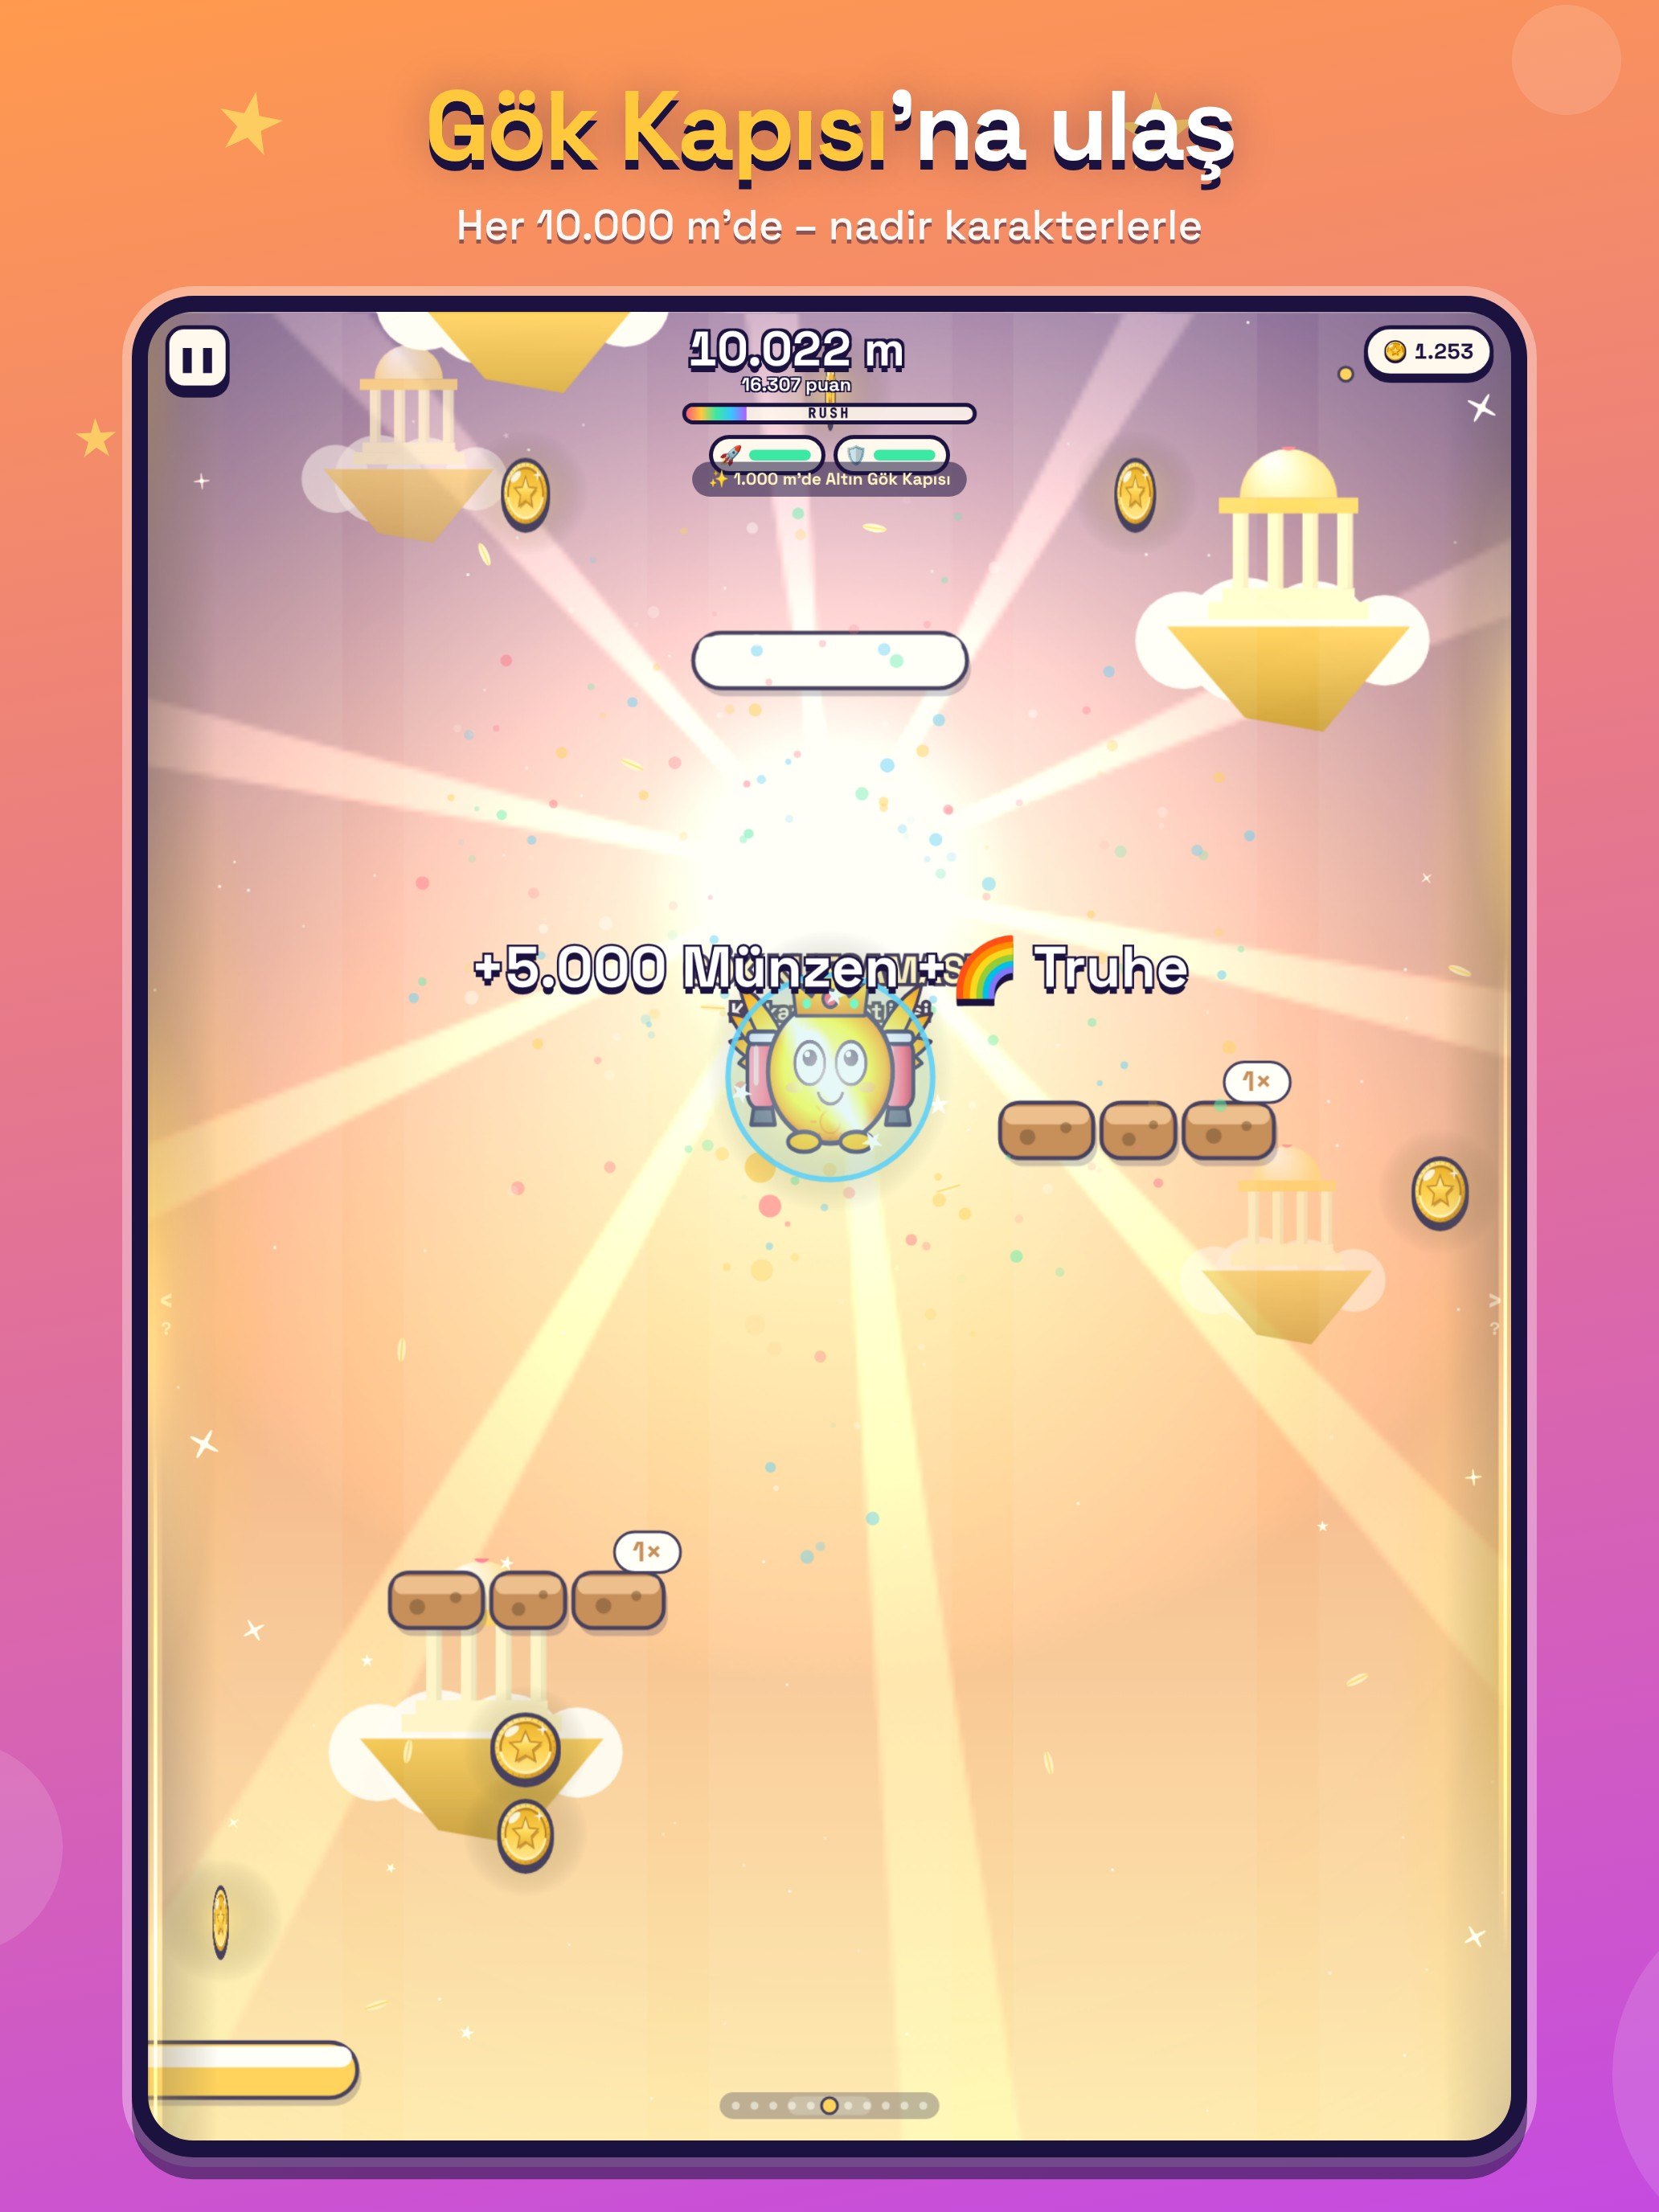 Gök Kapısı’na ulaş
Her 10.000 m’de – nadir karakterlerle
10.022 m
1.253
16.307 puan
RUSH
✨ 1.000 m’de Altın Gök Kapısı
+5.000 Münzen +🌈 Truhe
1×
<
?
>
?
1×